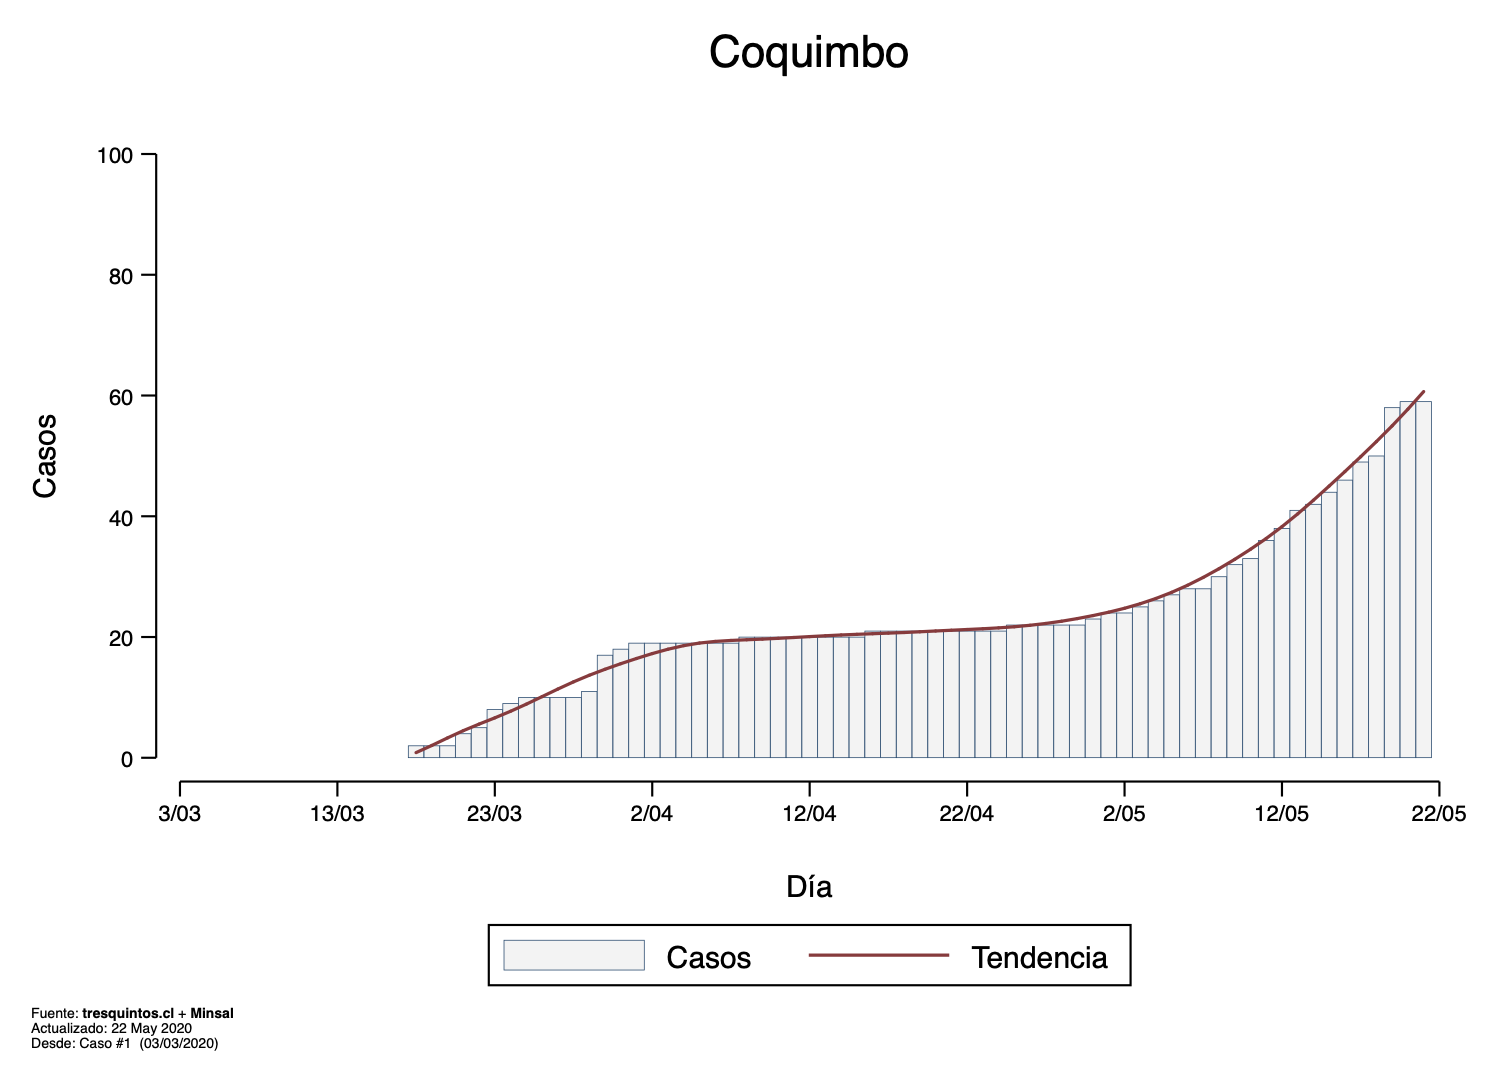 Coquimbo
100
80
60
40
20
0
Casos
3/03 13/03 23/03 2/04 12/04 22/04 2/05 12/05 22/05
Día
Casos Tendencia
Fuente: tresquintos.cl + Minsal
Actualizado: 22 May 2020
Desde: Caso #1 (03/03/2020)